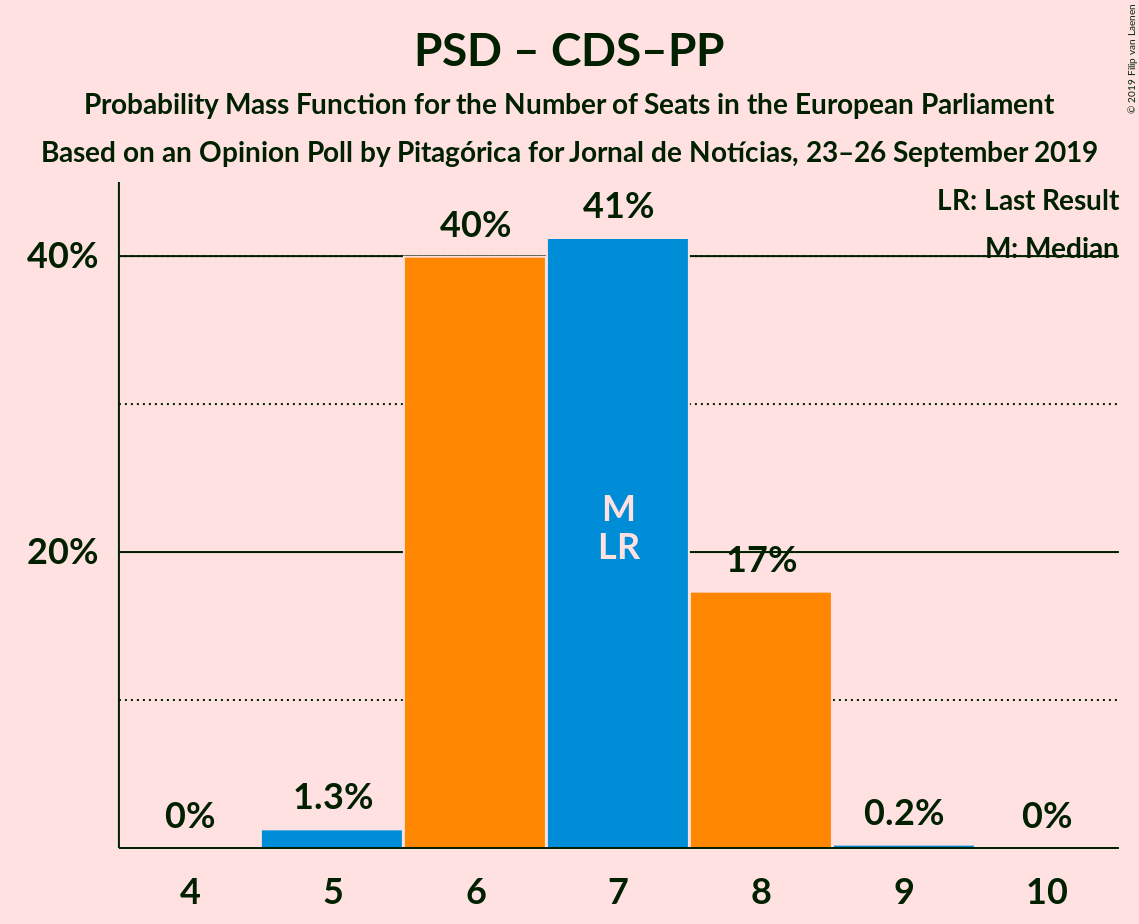 PSD – CDS–PP
Probability Mass Function for the Number of Seats in the European Parliament
Based on an Opinion Poll by Pitagórica for Jornal de Notícias, 23–26 September 2019
© 2019 Filip van Laenen
LR: Last Result
M: Median
40%
20%
0%
1.3%
40%
41%
M
LR
17%
0.2%
0%
4 5 6 7 8 9 10